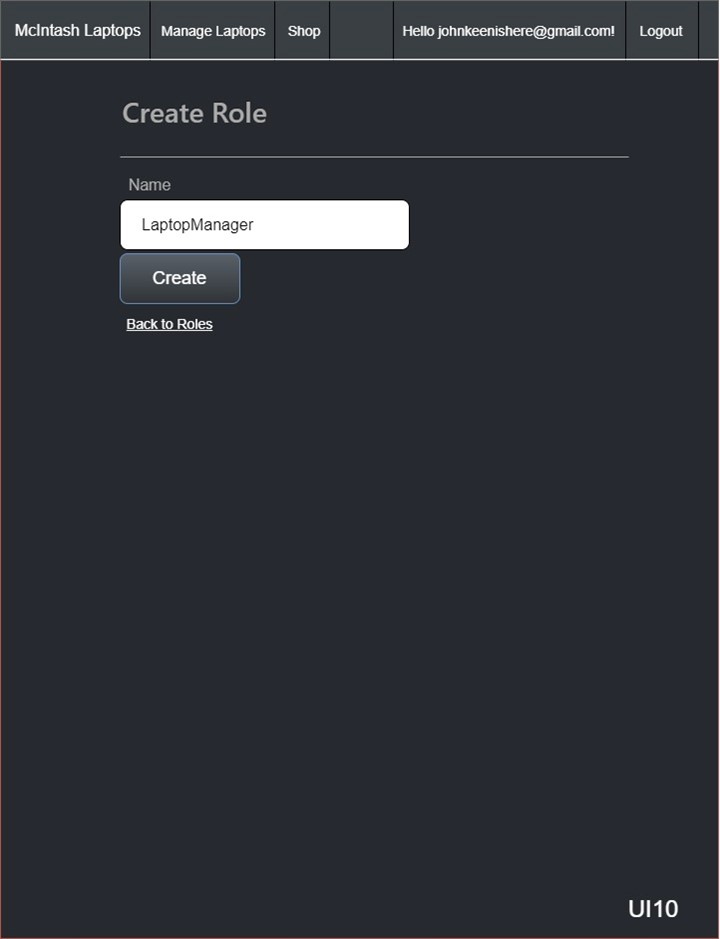 McIntash Laptops Manage Laptops Shop Hello johnkeenishere@gmail.com! Logout
Create Role
Name
LaptopManager
Create
Back to Roles
UI10